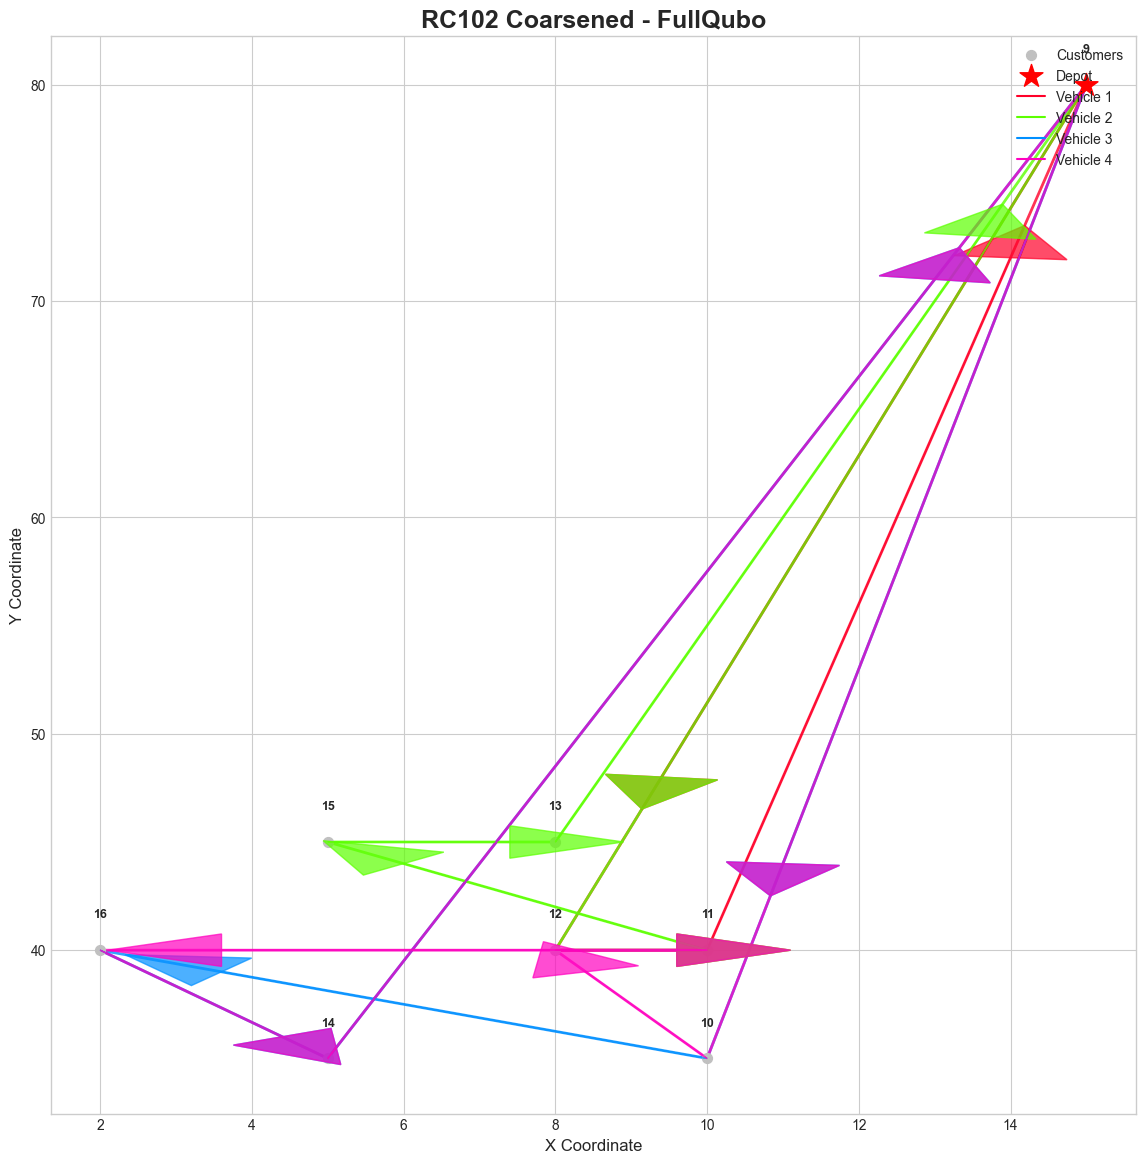 RC102 Coarsened - FullQubo
9
Customers
Depot
Vehicle 1
Vehicle 2
Vehicle 3
Vehicle 4
80
70
60
50
40
15
13
16
12
11
14
10
2
4
6
8
10
12
14
X Coordinate
Y Coordinate